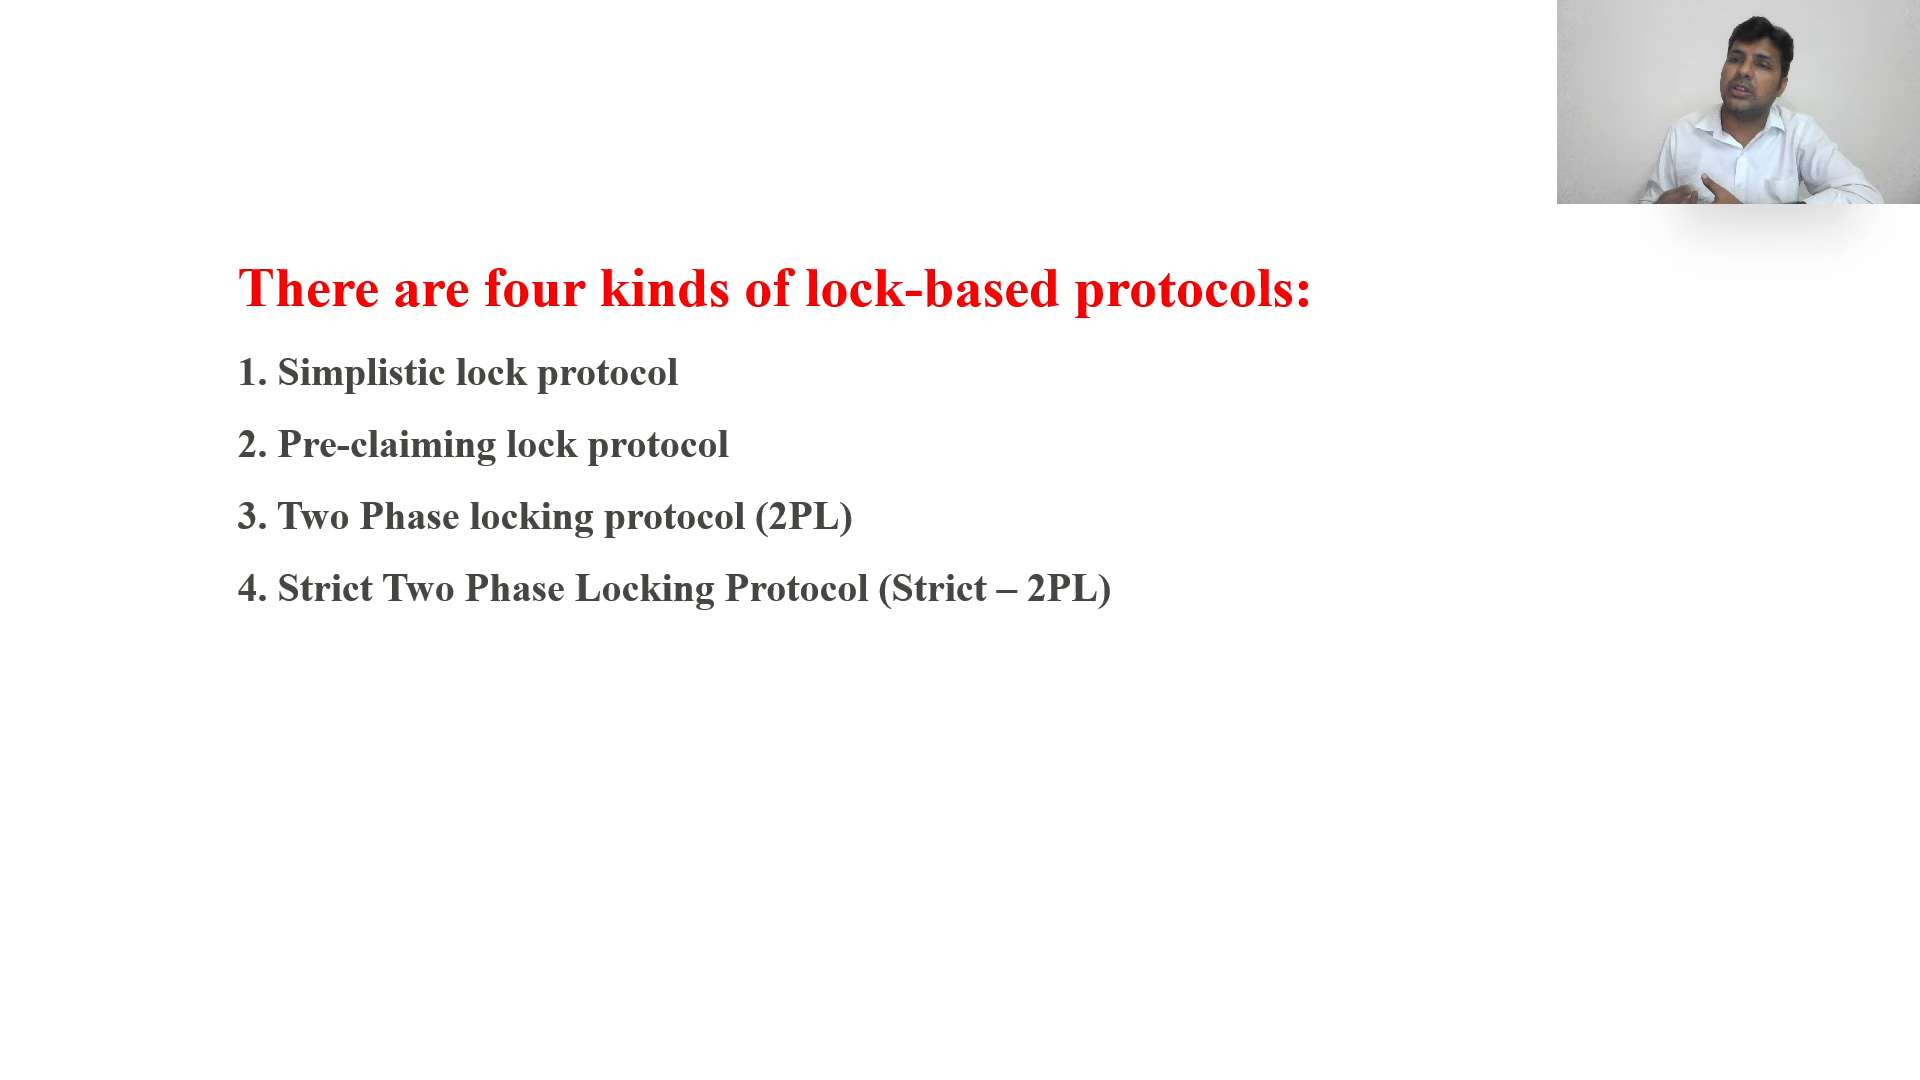 There are four kinds of lock-based protocols:
1. Simplistic lock protocol
2. Pre-claiming lock protocol
3. Two Phase locking protocol (2PL)
4. Strict Two Phase Locking Protocol (Strict – 2PL)